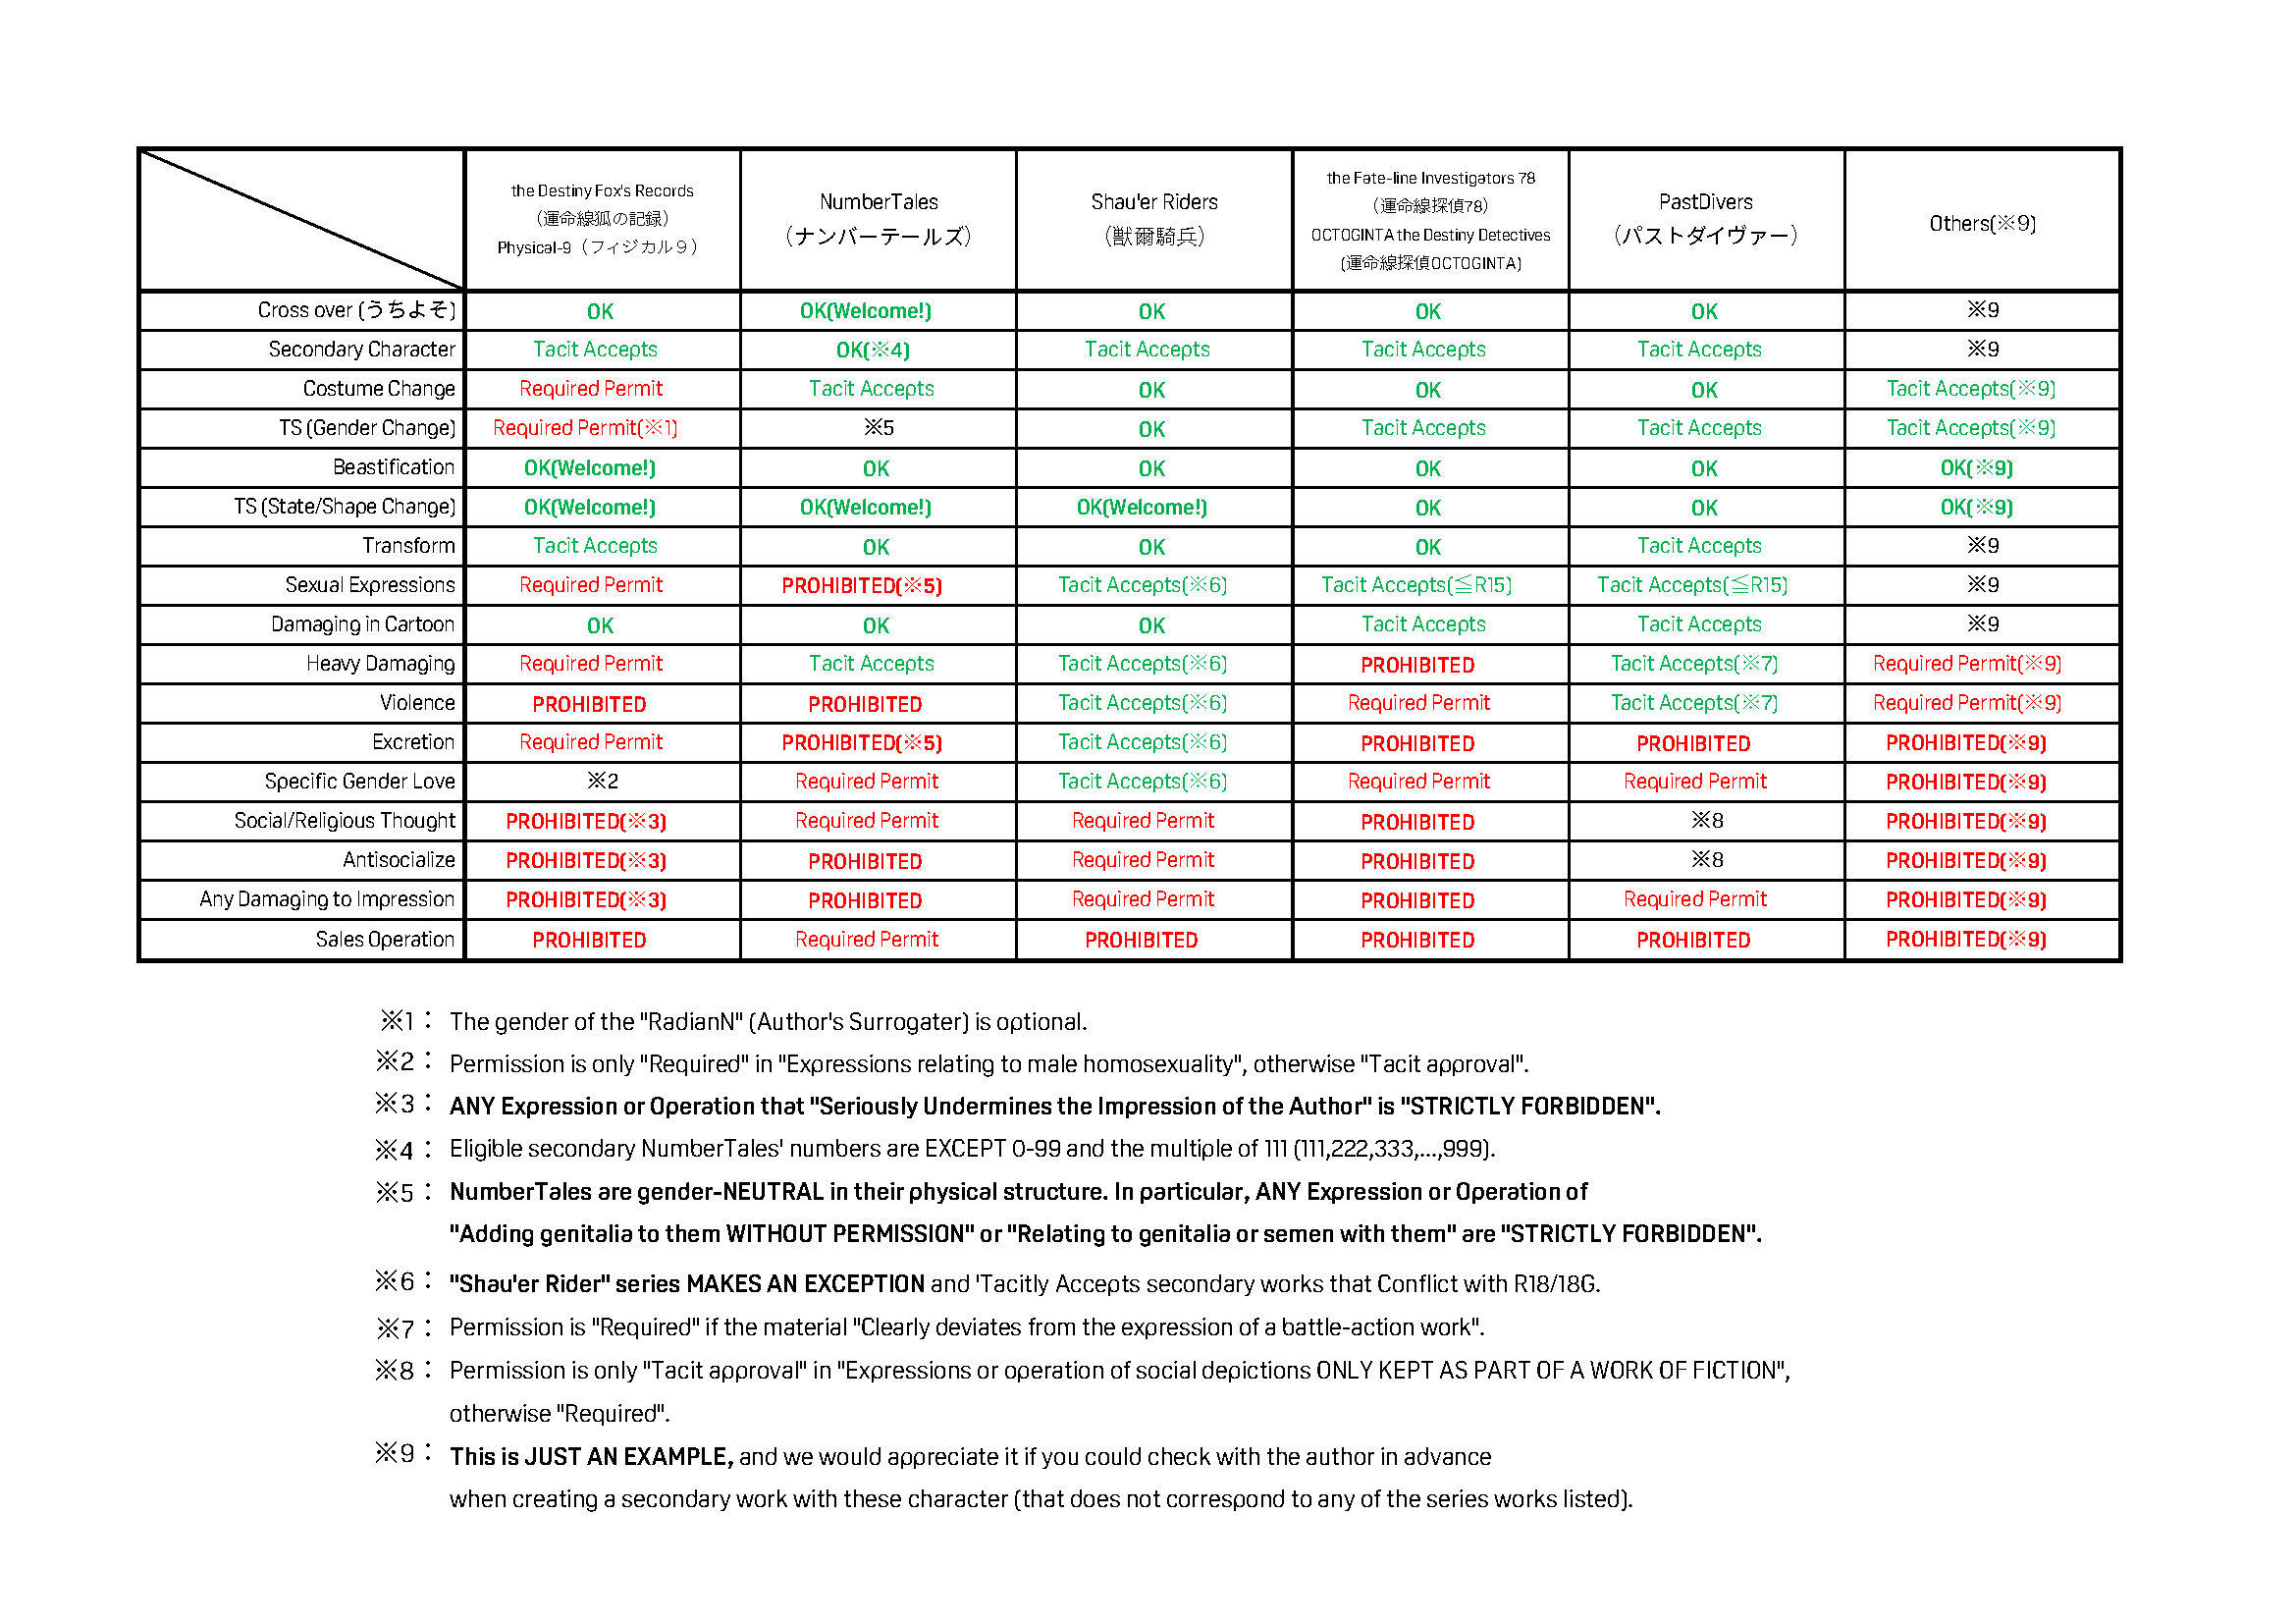 the Destiny Fox's Records
（運命線狐の記録）
Physical-9（フィジカル９）
NumberTales
（ナンバーテールズ）
Shau'er Riders
（獣爾騎兵）
the Fate-line Investigators 78
（運命線探偵78）
OCTOGINTA the Destiny Detectives
(運命線探偵OCTOGINTA)
PastDivers
（パストダイヴァー）
Others(※9)
Cross over (うちよそ) OK OK(Welcome!) OK OK OK ※9
Secondary Character Tacit Accepts OK(※4) Tacit Accepts Tacit Accepts Tacit Accepts ※9
Costume Change Required Permit Tacit Accepts OK OK OK Tacit Accepts(※9)
TS (Gender Change) Required Permit(※1) ※5 OK Tacit Accepts Tacit Accepts Tacit Accepts(※9)
Beastification OK(Welcome!) OK OK OK OK OK(※9)
TS (State/Shape Change) OK(Welcome!) OK(Welcome!) OK(Welcome!) OK OK OK(※9)
Transform Tacit Accepts OK OK OK Tacit Accepts ※9
Sexual Expressions Required Permit PROHIBITED(※5) Tacit Accepts(※6) Tacit Accepts(≦R15) Tacit Accepts(≦R15) ※9
Damaging in Cartoon OK OK OK Tacit Accepts Tacit Accepts ※9
Heavy Damaging Required Permit Tacit Accepts Tacit Accepts(※6) PROHIBITED Tacit Accepts(※7) Required Permit(※9)
Violence PROHIBITED PROHIBITED Tacit Accepts(※6) Required Permit Tacit Accepts(※7) Required Permit(※9)
Excretion Required Permit PROHIBITED(※5) Tacit Accepts(※6) PROHIBITED PROHIBITED PROHIBITED(※9)
Specific Gender Love ※2 Required Permit Tacit Accepts(※6) Required Permit Required Permit PROHIBITED(※9)
Social/Religious Thought PROHIBITED(※3) Required Permit Required Permit PROHIBITED ※8 PROHIBITED(※9)
Antisocialize PROHIBITED(※3) PROHIBITED Required Permit PROHIBITED ※8 PROHIBITED(※9)
Any Damaging to Impression PROHIBITED(※3) PROHIBITED Required Permit PROHIBITED Required Permit PROHIBITED(※9)
Sales Operation PROHIBITED Required Permit PROHIBITED PROHIBITED PROHIBITED PROHIBITED(※9)
※1： The gender of the "RadianN" (Author's Surrogater) is optional.
※2： Permission is only "Required" in "Expressions relating to male homosexuality", otherwise "Tacit approval".
※3： ANY Expression or Operation that "Seriously Undermines the Impression of the Author" is "STRICTLY FORBIDDEN".
※4： Eligible secondary NumberTales' numbers are EXCEPT 0-99 and the multiple of 111 (111,222,333,...,999).
※5： NumberTales are gender-NEUTRAL in their physical structure. In particular, ANY Expression or Operation of
"Adding genitalia to them WITHOUT PERMISSION" or "Relating to genitalia or semen with them" are "STRICTLY FORBIDDEN".
※6： "Shau'er Rider" series MAKES AN EXCEPTION and 'Tacitly Accepts secondary works that Conflict with R18/18G.
※7： Permission is "Required" if the material "Clearly deviates from the expression of a battle-action work".
※8： Permission is only "Tacit approval" in "Expressions or operation of social depictions ONLY KEPT AS PART OF A WORK OF FICTION",
otherwise "Required".
※9： This is JUST AN EXAMPLE, and we would appreciate it if you could check with the author in advance
when creating a secondary work with these character (that does not correspond to any of the series works listed).